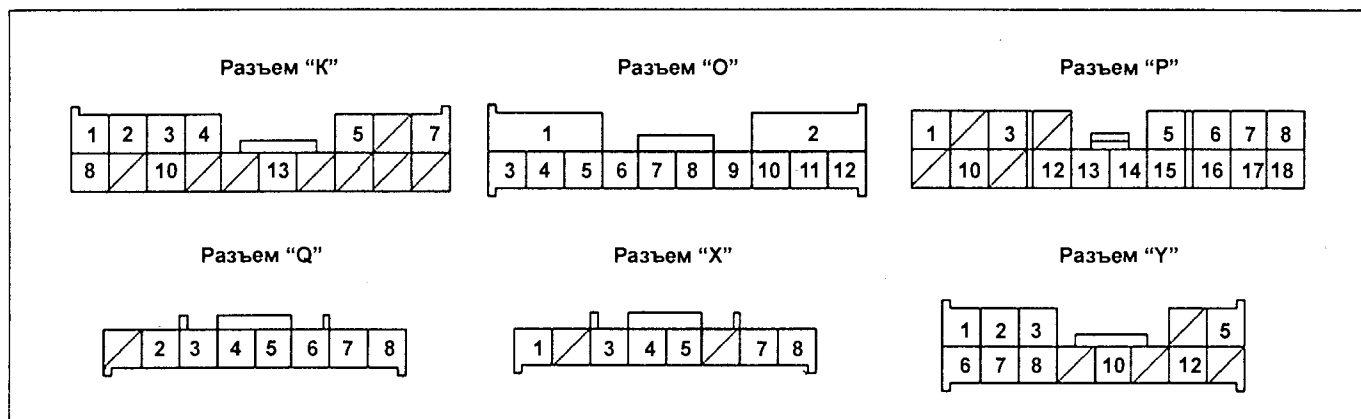 Разъем “K” Разъем “O” Разъем “P”
1 2 3 4 5 7 1 2 1 3 5 6 7 8
8 10 13 3 4 5 6 7 8 9 10 11 12 10 12 13 14 15 16 17 18
Разъем “Q” Разъем “X” Разъем “Y”
1 2 3 5
2 3 4 5 6 7 8 1 3 4 5 7 8 6 7 8 10 12